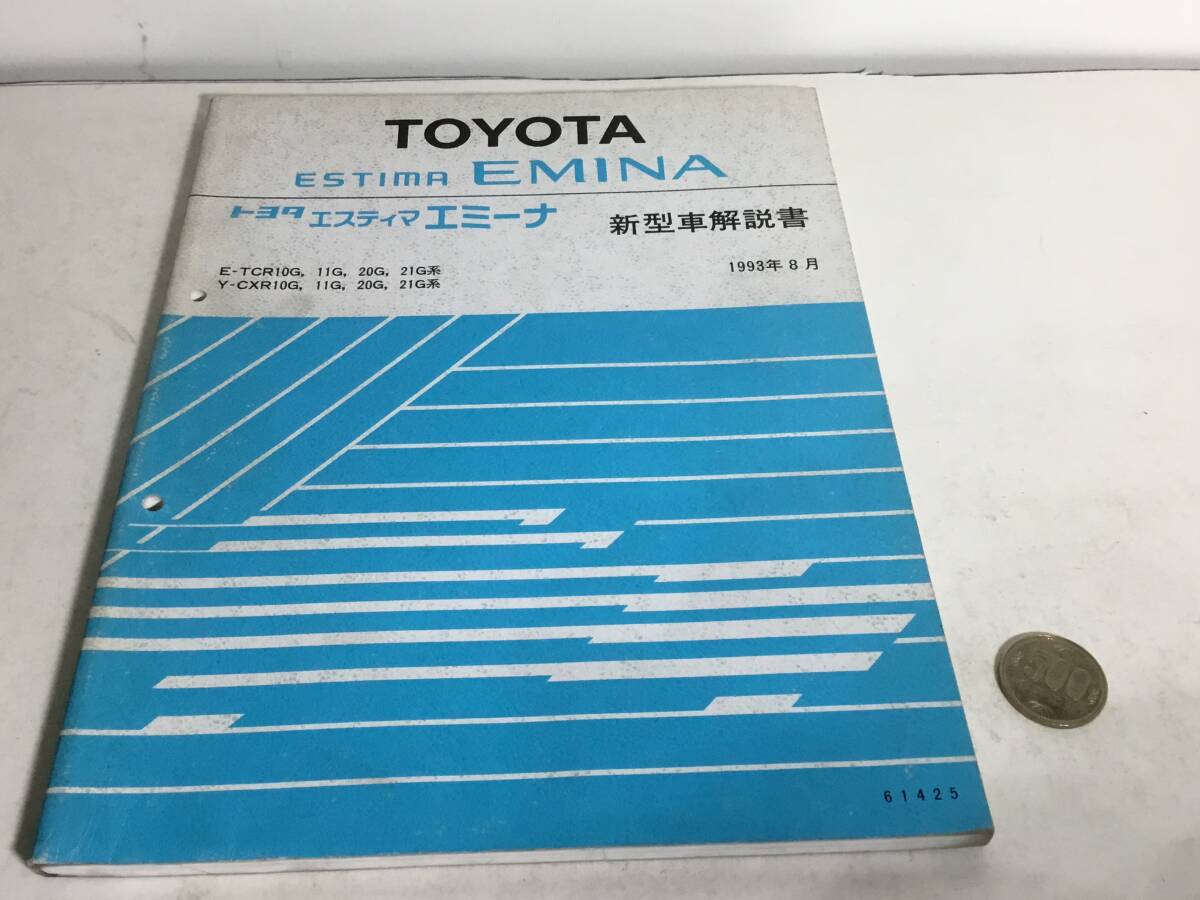 TOYOTA
ESTIMA EMINA
トヨタ エスティマ エミーナ 新型車解説書
E-TCR10G, 11G, 20G, 21G系
Y-CXR10G, 11G, 20G, 21G系
1993年8月
61425
500